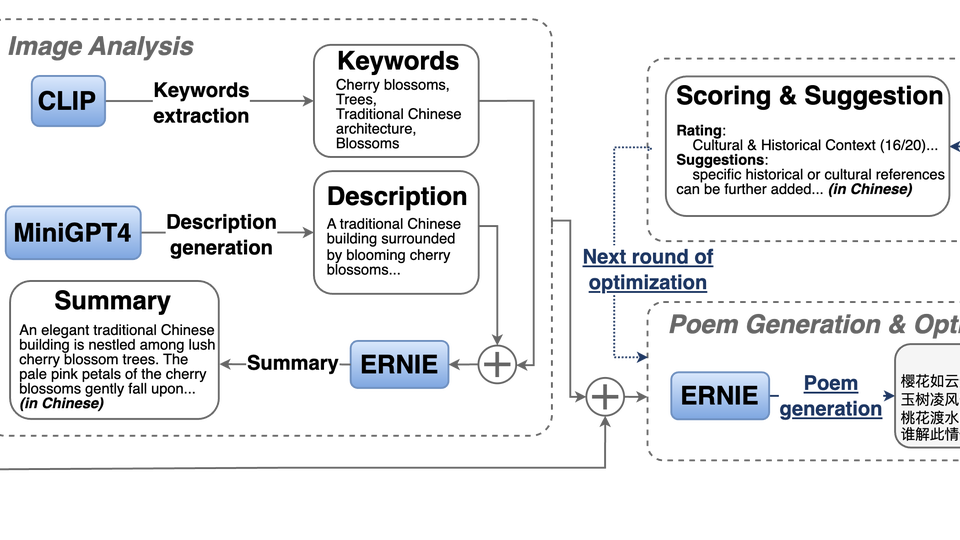 Image Analysis
CLIP
Keywords
extraction
Keywords
Cherry blossoms,
Trees,
Traditional Chinese
architecture,
Blossoms
MiniGPT4
Description
generation
Description
A traditional Chinese
building surrounded
by blooming cherry
blossoms...
Summary
An elegant traditional Chinese
building is nestled among lush
cherry blossom trees. The
pale pink petals of the cherry
blossoms gently fall upon...
(in Chinese)
Summary
ERNIE
Scoring & Suggestion
Rating:
Cultural & Historical Context (16/20)...
Suggestions:
specific historical or cultural references
can be further added... (in Chinese)
Next round of
optimization
Poem Generation & Opti
ERNIE
Poem
generation
樱花如云
玉树凌风
桃花渡水
谁解此情